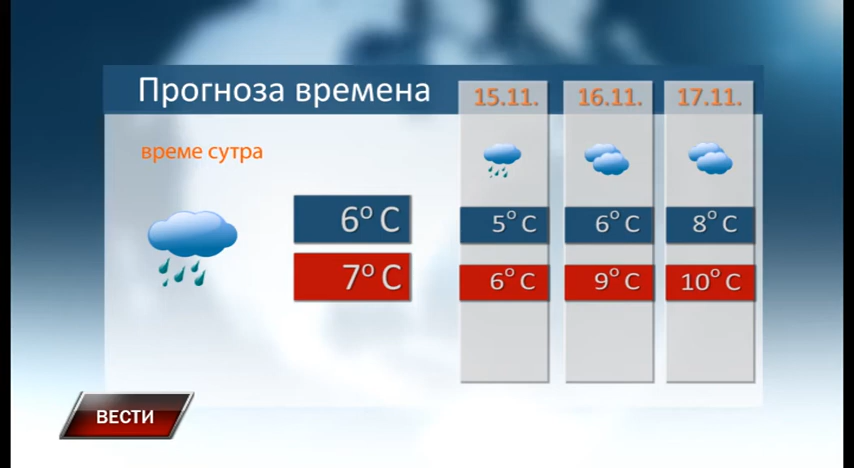 Прогноза времена
време сутра
6° C
7° C
15.11.
5° C
6° C
16.11.
6° C
9° C
17.11.
8° C
10° C
ВЕСТИ